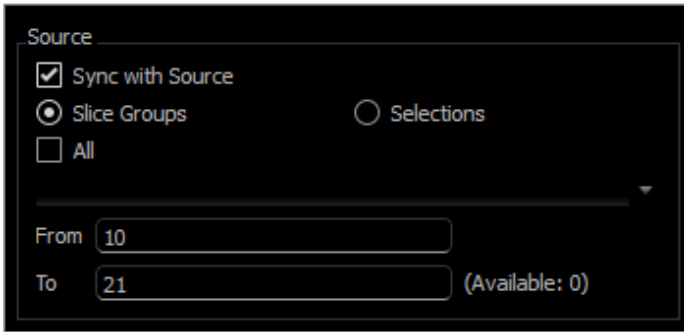 Source
Sync with Source
Slice Groups Selections
All
From 10
To 21 (Available: 0)